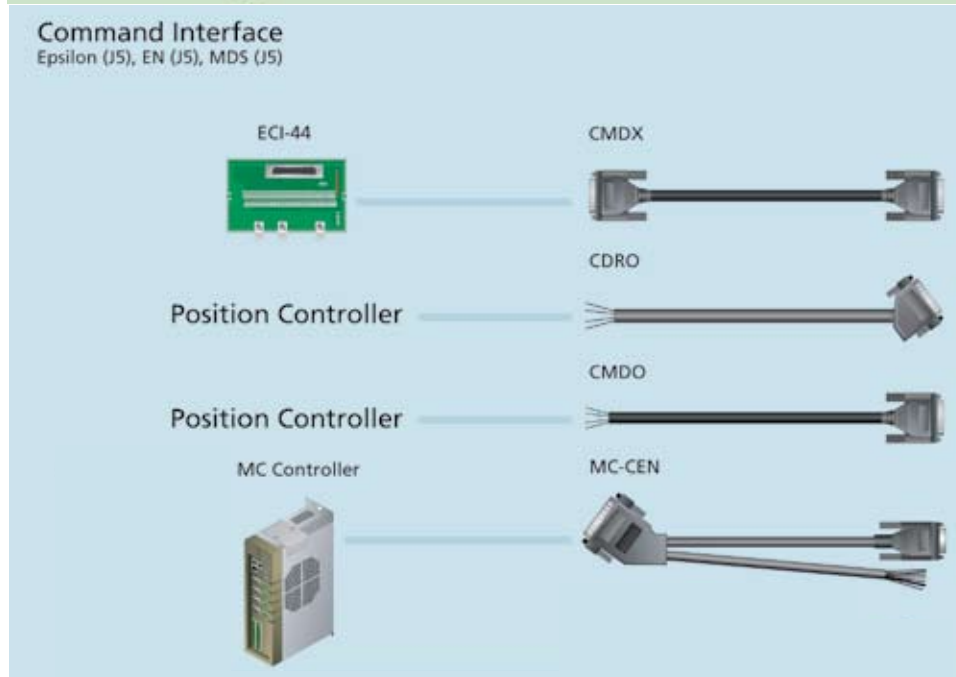 Command Interface
Epsilon (J5), EN (J5), MDS (J5)
ECI-44
CMDX
CDRO
Position Controller
CMDO
Position Controller
MC Controller
MC-CEN